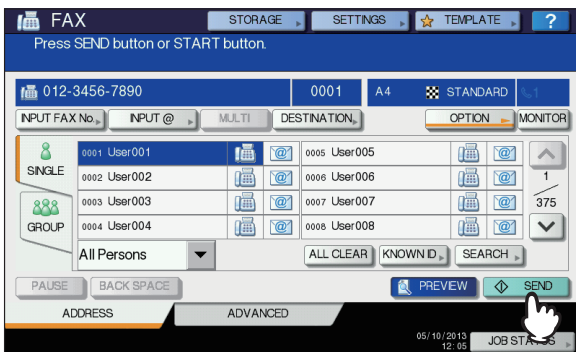 FAX STORAGE SETTINGS TEMPLATE ?
Press SEND button or START button.
012-3456-7890 0001 A4 STANDARD 1
INPUT FAX No. INPUT @ MULTI DESTINATION OPTION MONITOR
SINGLE
GROUP
0001 User001 @ 0005 User005 @
0002 User002 @ 0006 User006 @
0003 User003 @ 0007 User007 @
0004 User004 @ 0008 User008 @
1
375
All Persons ALL CLEAR KNOWN ID SEARCH
PAUSE BACK SPACE PREVIEW SEND
ADDRESS ADVANCED
05/10/2013
12:05
JOB STATUS